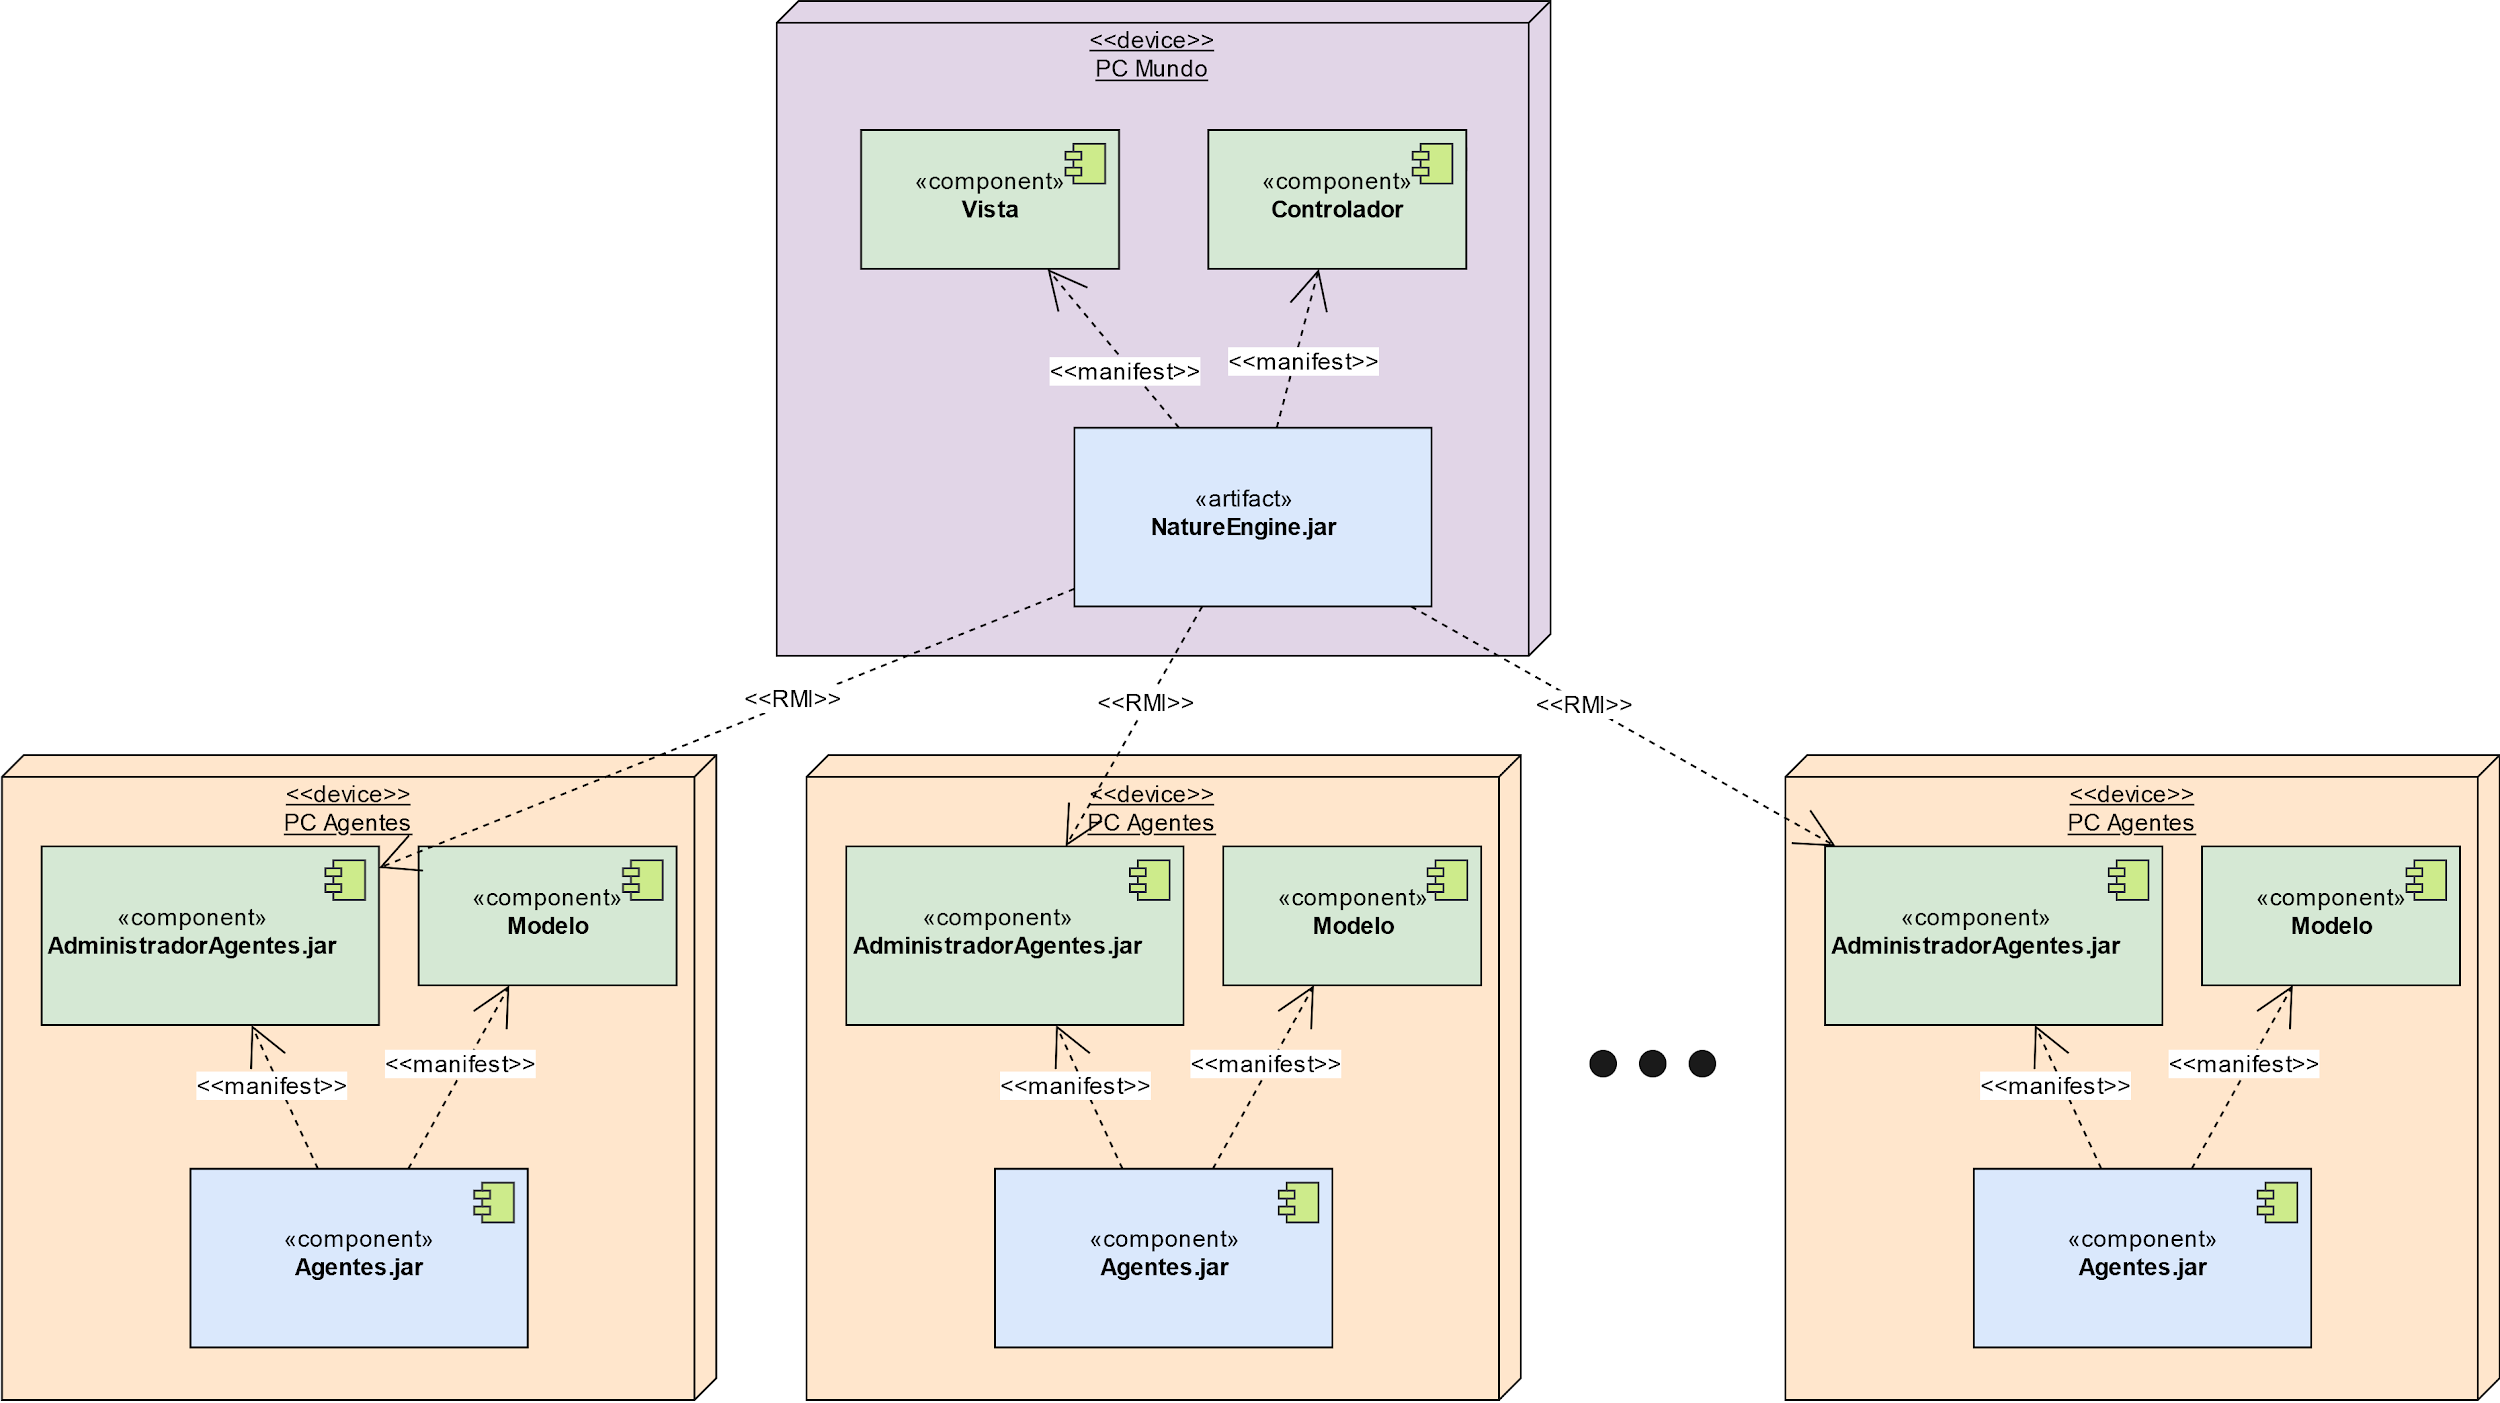 <<device>>
PC Mundo
«component»
Vista
«component»
Controlador
<<manifest>>
<<manifest>>
«artifact»
NatureEngine.jar
<<RMI>>
<<RMI>>
<<RMI>>
<<device>>
PC Agentes
«component»
AdministradorAgentes.jar
«component»
Modelo
<<manifest>>
<<manifest>>
«component»
Agentes.jar
<<device>>
PC Agentes
«component»
AdministradorAgentes.jar
«component»
Modelo
<<manifest>>
<<manifest>>
«component»
Agentes.jar
<<device>>
PC Agentes
«component»
AdministradorAgentes.jar
«component»
Modelo
<<manifest>>
<<manifest>>
«component»
Agentes.jar